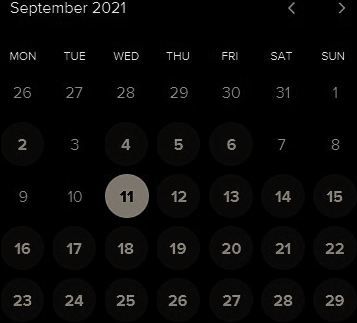 September 2021
MON TUE WED THU FRI SAT SUN
26 27 28 29 30 31 1
2 3 4 5 6 7 8
9 10 11 12 13 14 15
16 17 18 19 20 21 22
23 24 25 26 27 28 29